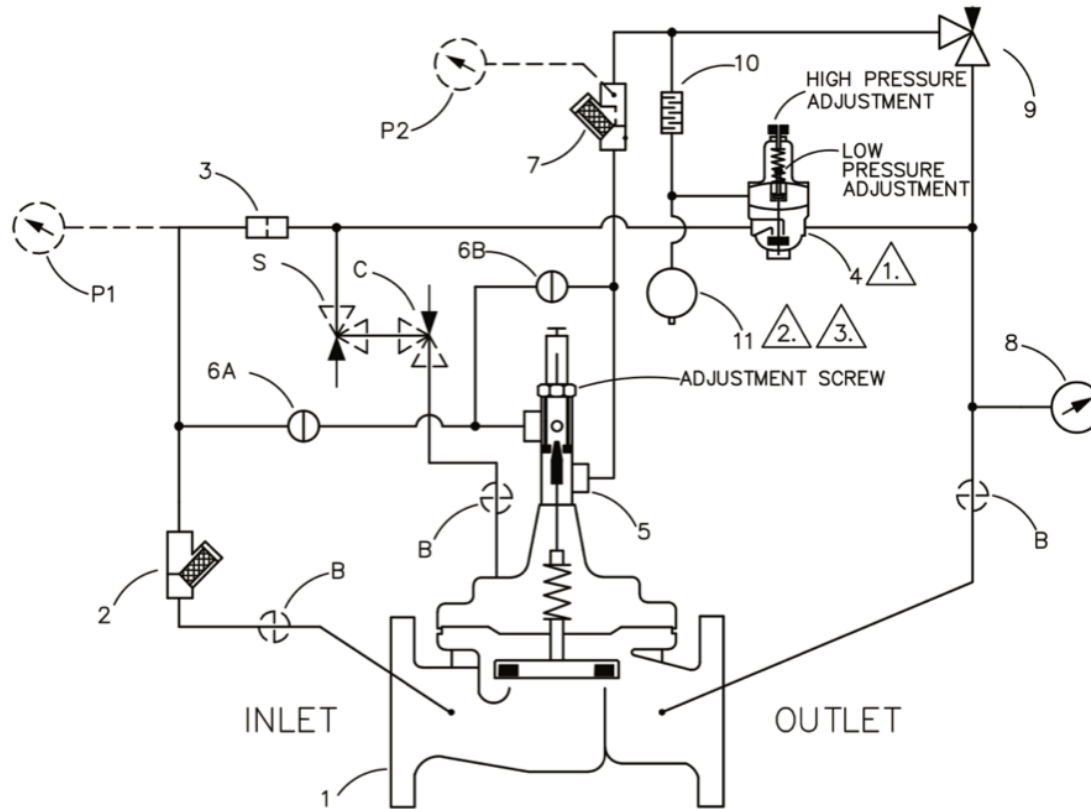 P2
10
HIGH PRESSURE
ADJUSTMENT
9
7
LOW
PRESSURE
ADJUSTMENT
3
P1
S
C
6B
4
1.
11
2.
3.
8
6A
ADJUSTMENT SCREW
B
5
B
2
B
INLET
OUTLET
1